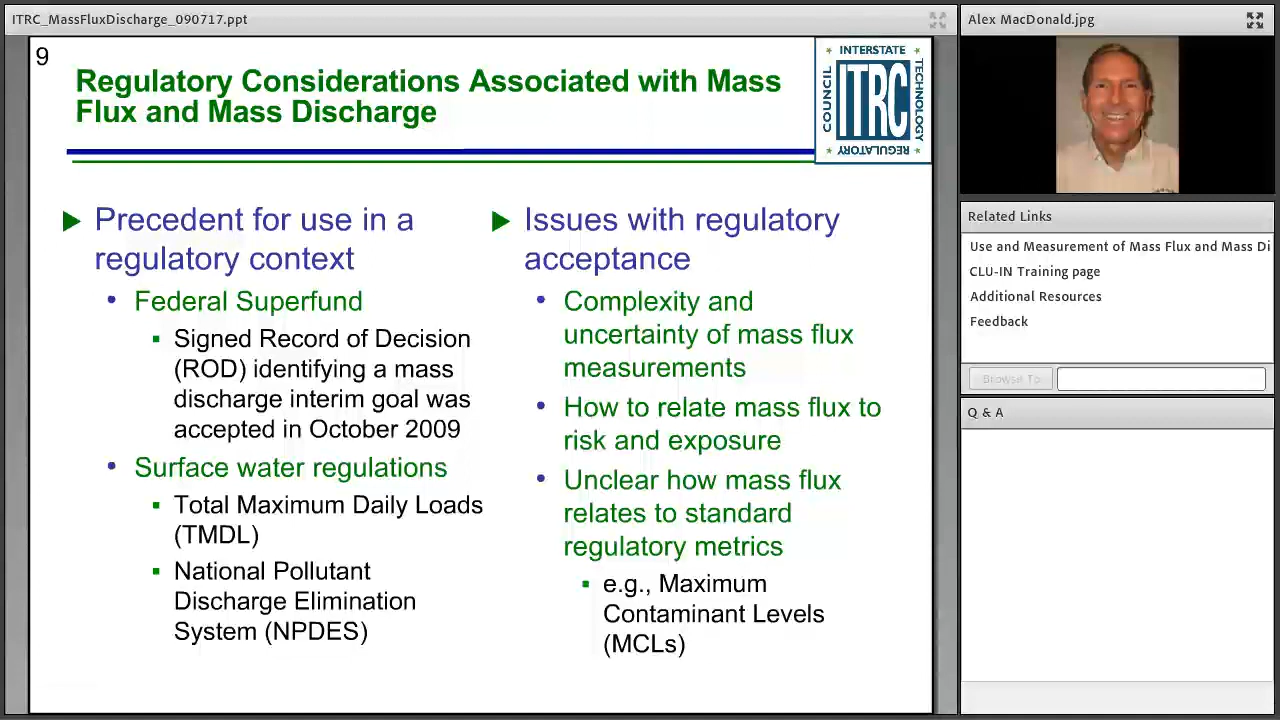 ITRC_MassFluxDischarge_090717.ppt
9
Regulatory Considerations Associated with Mass
Flux and Mass Discharge
INTERSTATE
TECHNOLOGY
REGULATORY
COUNCIL
ITRC
Precedent for use in a
regulatory context
Federal Superfund
Signed Record of Decision
(ROD) identifying a mass
discharge interim goal was
accepted in October 2009
Surface water regulations
Total Maximum Daily Loads
(TMDL)
National Pollutant
Discharge Elimination
System (NPDES)
Issues with regulatory
acceptance
Complexity and
uncertainty of mass flux
measurements
How to relate mass flux to
risk and exposure
Unclear how mass flux
relates to standard
regulatory metrics
e.g., Maximum
Contaminant Levels
(MCLs)
Alex MacDonald.jpg
Related Links
Use and Measurement of Mass Flux and Mass Di
CLU-IN Training page
Additional Resources
Feedback
Browse To
Q & A